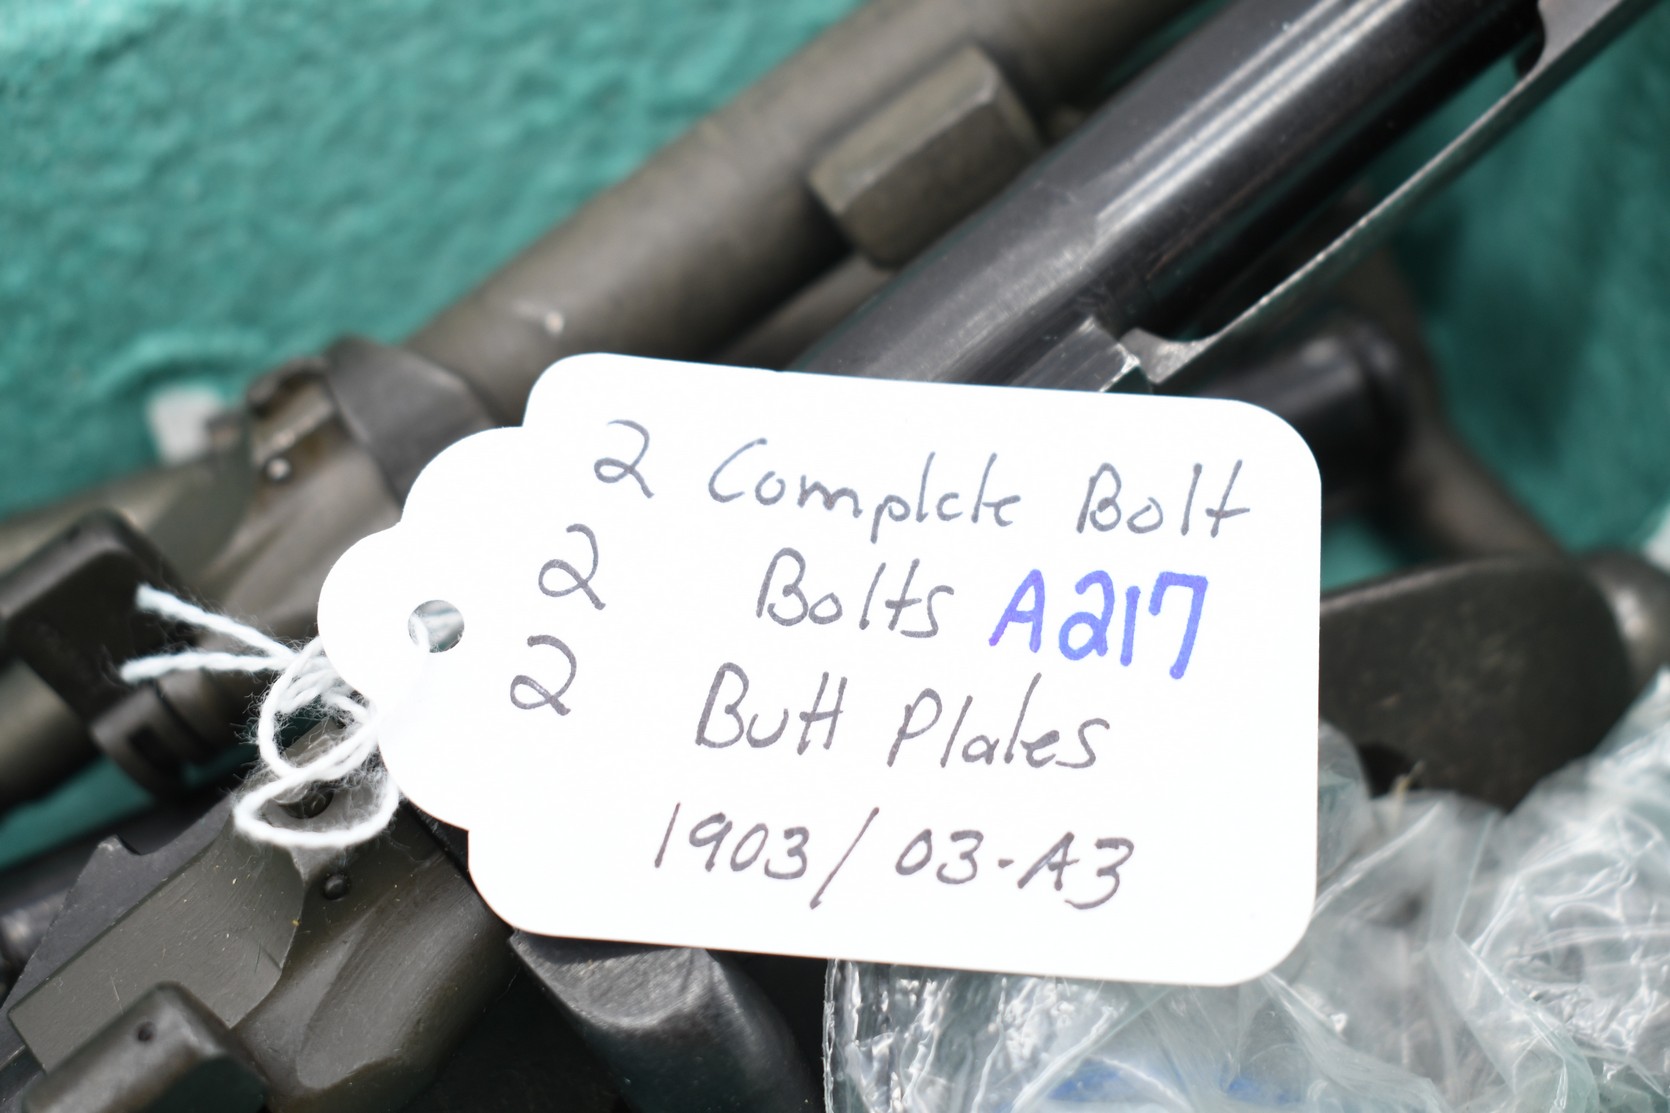 2 Complete Bolt
2 Bolts A217
2 Butt Plates
1903/03-A3